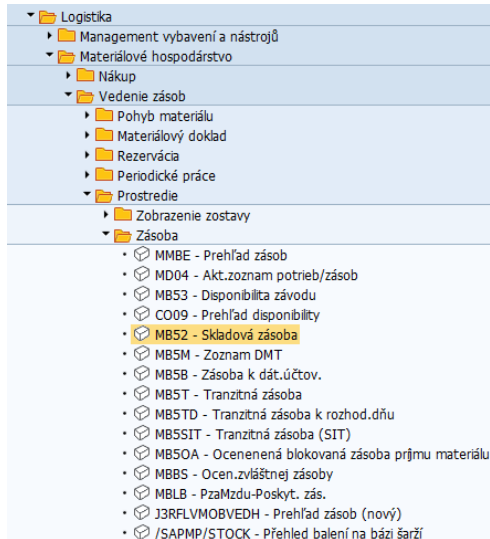 Logistika
Management vybavení a nástrojů
Materiálové hospodárstvo
Nákup
Vedenie zásob
Pohyb materiálu
Materiálový doklad
Rezervácia
Periodické práce
Prostredie
Zobrazenie zostavy
Zásoba
MMBE - Prehľad zásob
MD04 - Akt.zoznam potrieb/zásob
MB53 - Disponibilita závodu
CO09 - Prehľad disponibility
MB52 - Skladová zásoba
MB5M - Zoznam DMT
MB5B - Zásoba k dát.účtov.
MB5T - Tranzitná zásoba
MB5TD - Tranzitná zásoba k rozhod.dňu
MB5SIT - Tranzitná zásoba (SIT)
MB5OA - Ocenenená blokovaná zásoba príjmu materiálu
MBBS - Ocen.zvláštnej zásoby
MBLB - PzaMzdu-Poskyt. zás.
J3RFLVMOBVEDH - Prehľad zásob (nový)
/SAPMP/STOCK - Přehled balení na bázi šarží